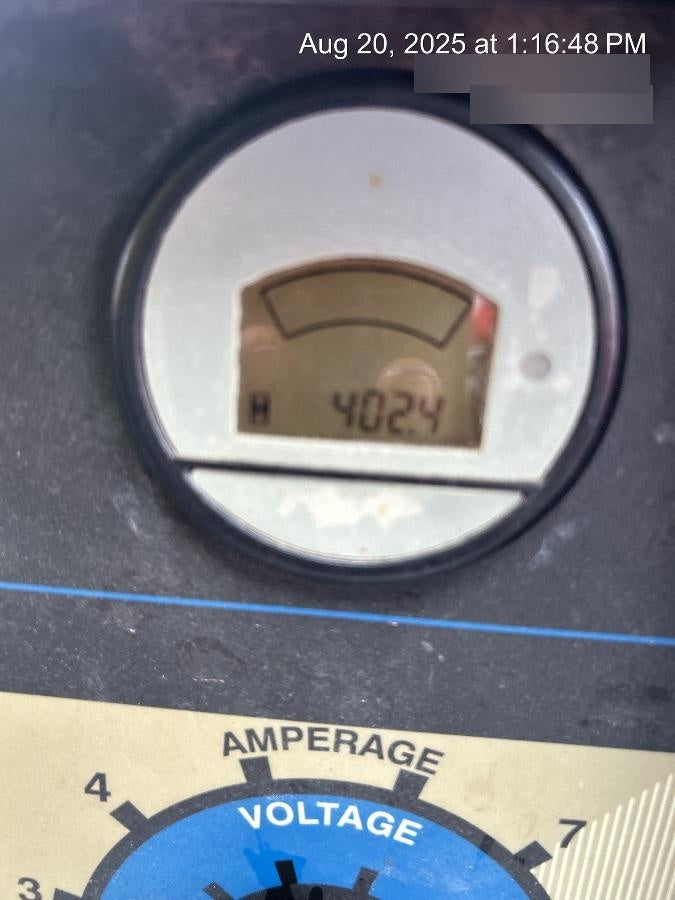 Aug 20, 2025 at 1:16:48 PM
H 402.4
AMPERAGE
4
VOLTAGE
7
3